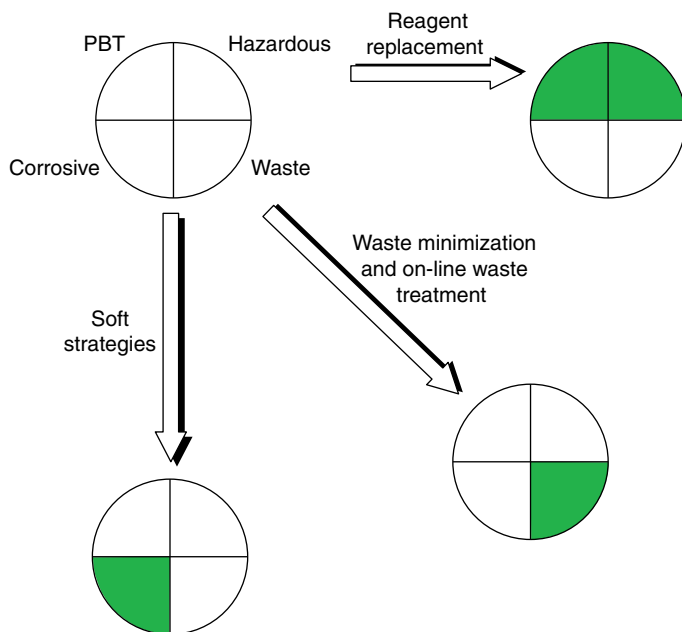 PBT
Hazardous
Reagent
replacement
Corrosive
Waste
Waste minimization
and on-line waste
treatment
Soft
strategies